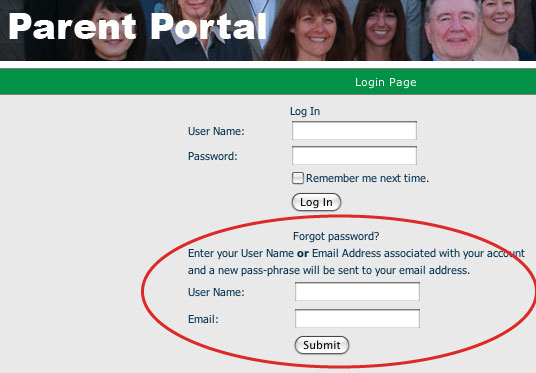 Parent Portal
Login Page
Log In
User Name:
Password:
Remember me next time.
Log In
Forgot password?
Enter your User Name or Email Address associated with your account
and a new pass-phrase will be sent to your email address.
User Name:
Email:
Submit